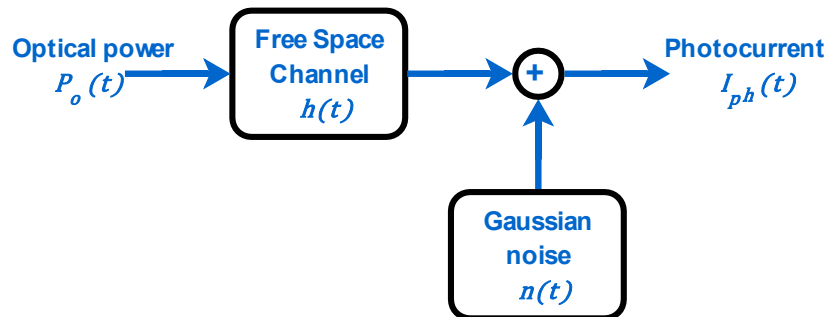 Optical power
P_o(t)
Free Space
Channel
h(t)
+
Photocurrent
I_ph(t)
Gaussian
noise
n(t)